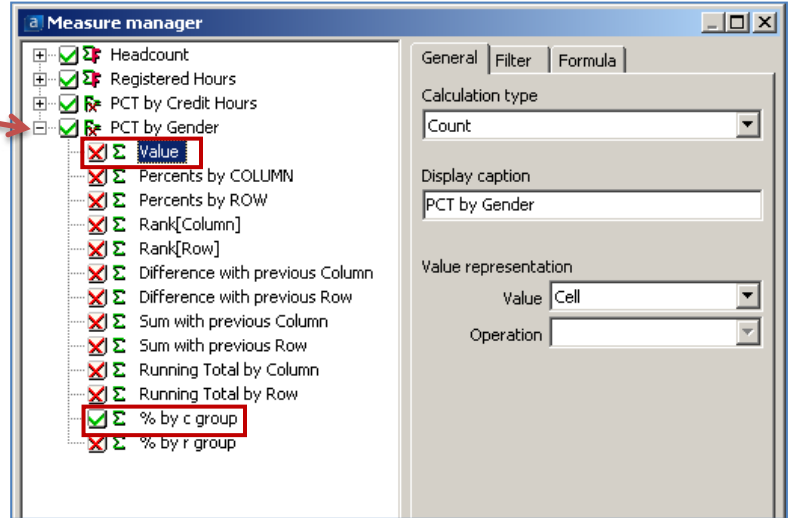 Measure manager
Headcount
Registered Hours
PCT by Credit Hours
PCT by Gender
Value
Percents by COLUMN
Percents by ROW
Rank[Column]
Rank[Row]
Difference with previous Column
Difference with previous Row
Sum with previous Column
Sum with previous Row
Running Total by Column
Running Total by Row
% by c group
% by r group
General Filter Formula
Calculation type
Count
Display caption
PCT by Gender
Value representation
Value Cell
Operation